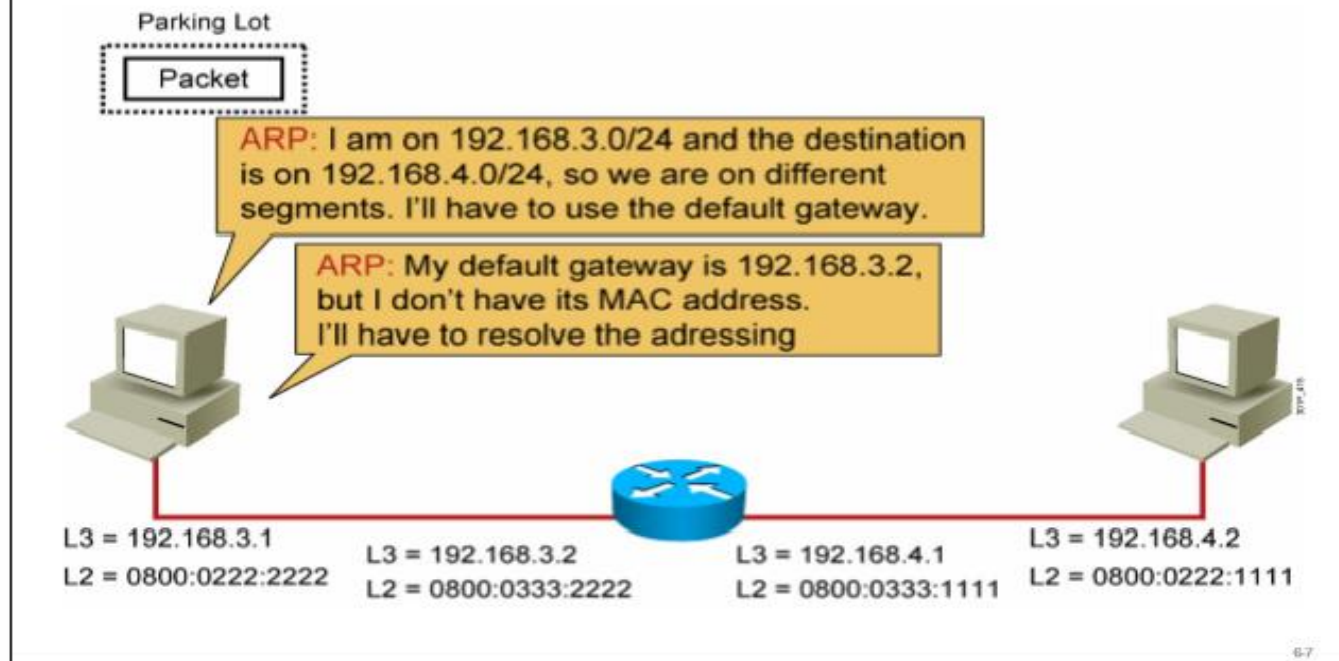 Parking Lot
Packet
ARP: I am on 192.168.3.0/24 and the destination
is on 192.168.4.0/24, so we are on different
segments. I'll have to use the default gateway.
ARP: My default gateway is 192.168.3.2,
but I don't have its MAC address.
I'll have to resolve the adressing
L3 = 192.168.3.1
L2 = 0800:0222:2222
L3 = 192.168.3.2
L2 = 0800:0333:2222
L3 = 192.168.4.1
L2 = 0800:0333:1111
L3 = 192.168.4.2
L2 = 0800:0222:1111
6-7